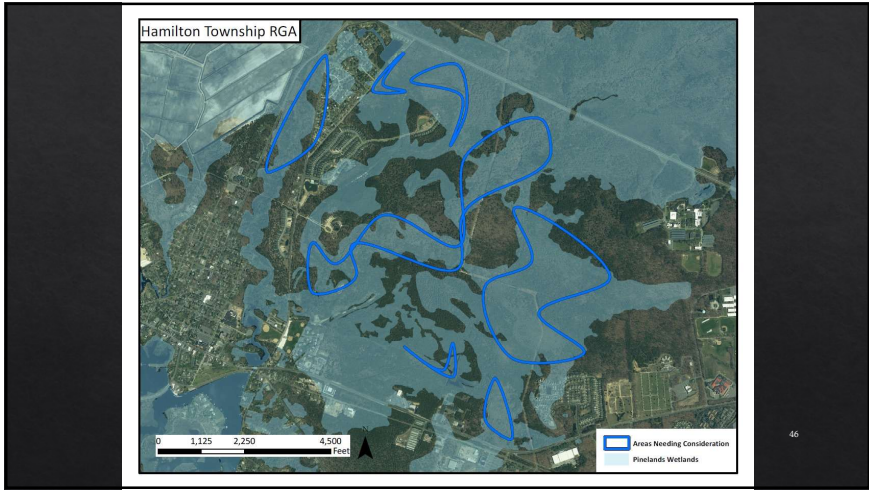 Hamilton Township RGA
N
0 1,125 2,250 4,500
Feet
Areas Needing Consideration
Pinelands Wetlands
46